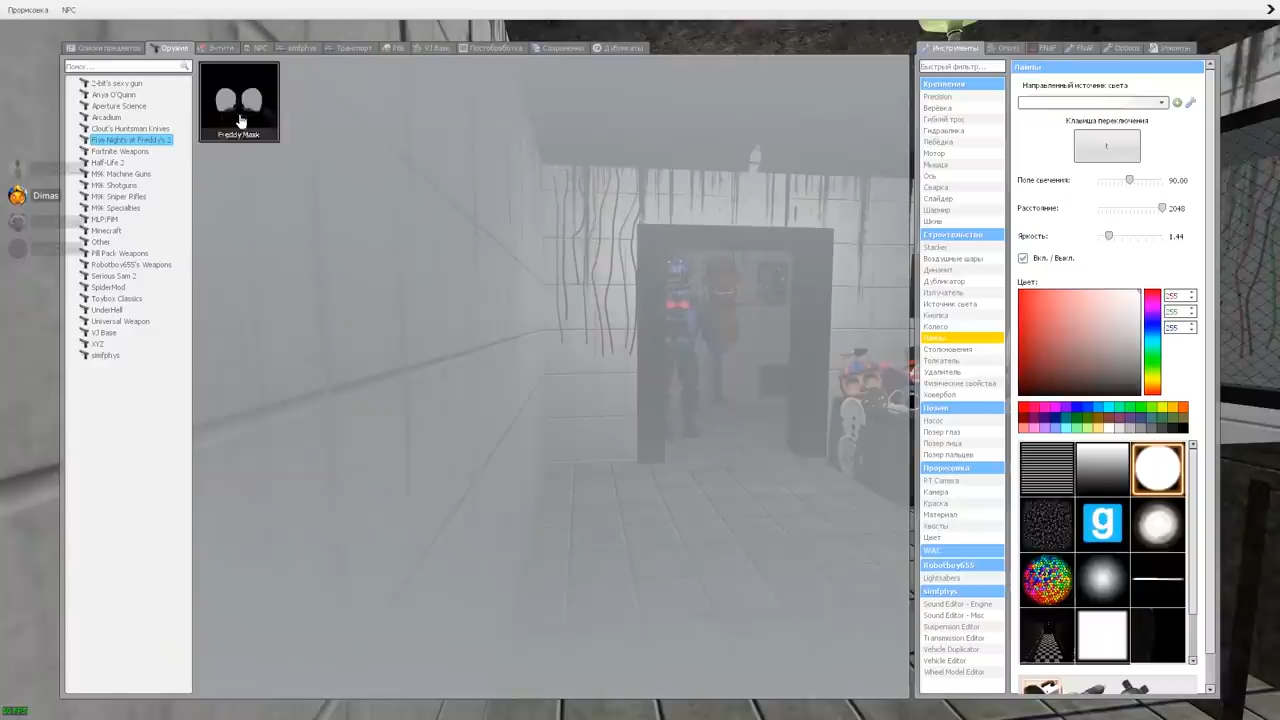 Прорисовка NPC
Списки предметов Оружие Энтити NPC simfphys Транспорт Pills VJ Base Постобработка Сохранения Дубликаты
Инструменты FNaF FNAF Options Утилиты
Поиск...
2-bit's sexy gun
Anya O'Quinn
Aperture Science
Arcadium
Clout's Huntsman Knives
Five Nights at Freddy's 2
Fortnite Weapons
Half-Life 2
M9K Machine Guns
M9K Shotguns
M9K Sniper Rifles
M9K Specialties
MLP:FiM
Minecraft
Other
Pill Pack Weapons
Robotboy655's Weapons
Serious Sam 2
SpiderMod
Toybox Classics
UnderHell
Universal Weapon
VJ Base
XYZ
simfphys
Freddy Mask
Dimas
Быстрый фильтр...
Крепления
Precision
Верёвка
Гибкий трос
Гидравлика
Лебёдка
Мотор
Мышца
Ось
Сварка
Слайдер
Шарнир
Шкив
Строительство
Stacker
Воздушные шары
Динамит
Дубликатор
Излучатель
Источник света
Кнопка
Колесо
Лампы
Столкновения
Толкатель
Удалитель
Физические свойства
Ховербол
Позинг
Насос
Позер глаз
Позер лица
Позер пальцев
Прорисовка
RT Camera
Камера
Краска
Материал
Хвосты
Цвет
WAC
Robotboy655
Lightsabers
simfphys
Sound Editor - Engine
Sound Editor - Misc
Suspension Editor
Transmission Editor
Vehicle Duplicator
Vehicle Editor
Wheel Model Editor
Лампы
Направленный источник света
Клавиша переключения
t
Поле свечения: 90.00
Расстояние: 2048
Яркость: 1.44
Вкл. / Выкл.
Цвет:
255
255
255
g